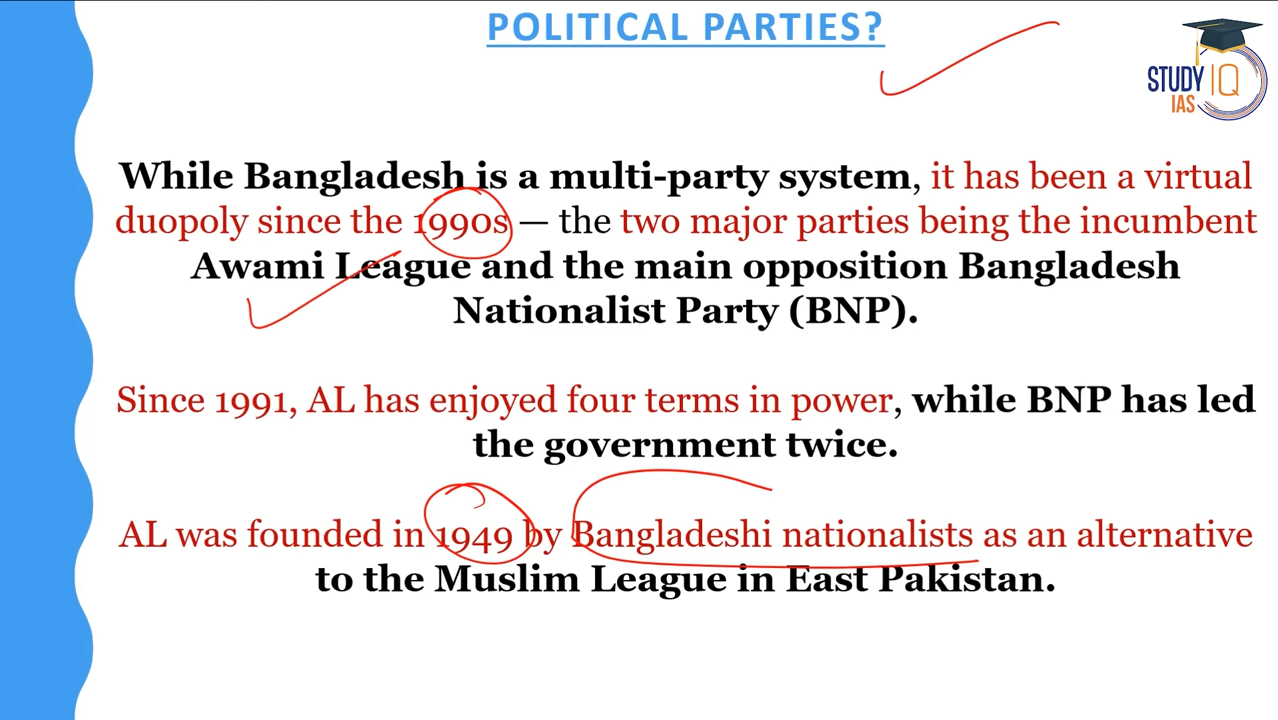 POLITICAL PARTIES?
STUDY IQ
IAS
While Bangladesh is a multi-party system, it has been a virtual
duopoly since the 1990s — the two major parties being the incumbent
Awami League and the main opposition Bangladesh
Nationalist Party (BNP).
Since 1991, AL has enjoyed four terms in power, while BNP has led
the government twice.
AL was founded in 1949 by Bangladeshi nationalists as an alternative
to the Muslim League in East Pakistan.